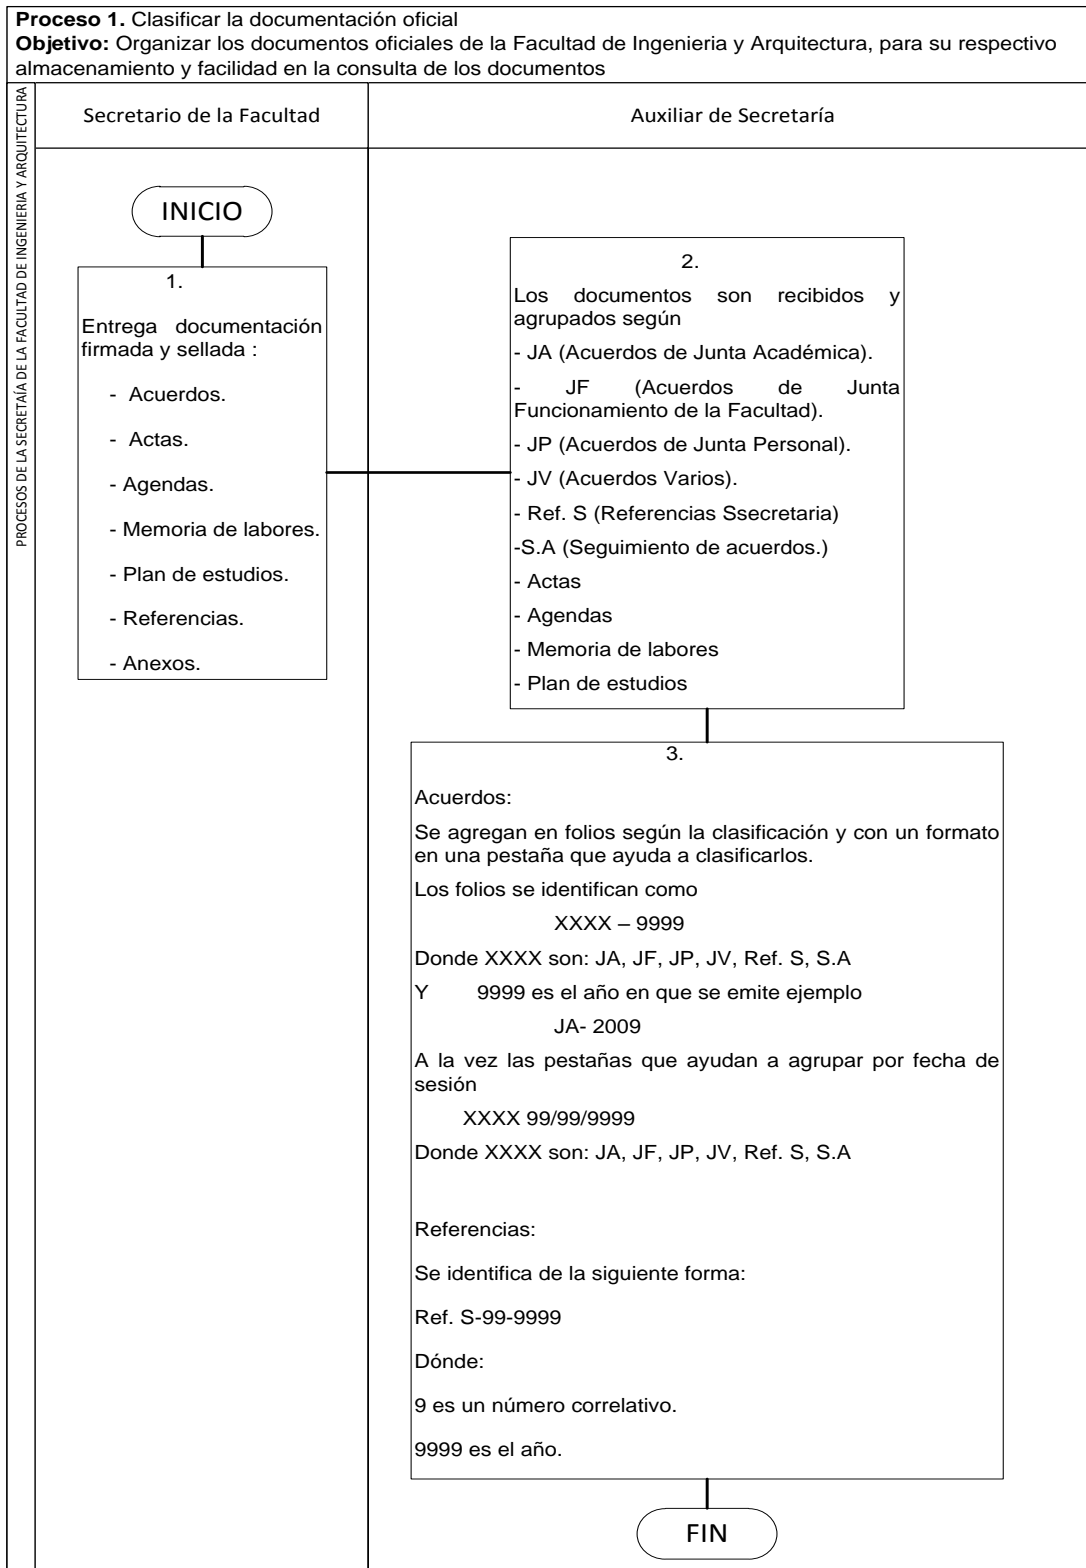 Proceso 1. Clasificar la documentación oficial
Objetivo: Organizar los documentos oficiales de la Facultad de Ingenieria y Arquitectura, para su respectivo
almacenamiento y facilidad en la consulta de los documentos
PROCESOS DE LA SECRETAÍA DE LA FACULTAD DE INGENIERIA Y ARQUITECTURA
Secretario de la Facultad
Auxiliar de Secretaría
INICIO
1.
Entrega documentación
firmada y sellada :
- Acuerdos.
- Actas.
- Agendas.
- Memoria de labores.
- Plan de estudios.
- Referencias.
- Anexos.
2.
Los documentos son recibidos y
agrupados según
- JA (Acuerdos de Junta Académica).
- JF (Acuerdos de Junta
Funcionamiento de la Facultad).
- JP (Acuerdos de Junta Personal).
- JV (Acuerdos Varios).
- Ref. S (Referencias Ssecretaria)
-S.A (Seguimiento de acuerdos.)
- Actas
- Agendas
- Memoria de labores
- Plan de estudios
3.
Acuerdos:
Se agregan en folios según la clasificación y con un formato
en una pestaña que ayuda a clasificarlos.
Los folios se identifican como
XXXX – 9999
Donde XXXX son: JA, JF, JP, JV, Ref. S, S.A
Y 9999 es el año en que se emite ejemplo
JA- 2009
A la vez las pestañas que ayudan a agrupar por fecha de
sesión
XXXX 99/99/9999
Donde XXXX son: JA, JF, JP, JV, Ref. S, S.A
Referencias:
Se identifica de la siguiente forma:
Ref. S-99-9999
Dónde:
9 es un número correlativo.
9999 es el año.
FIN